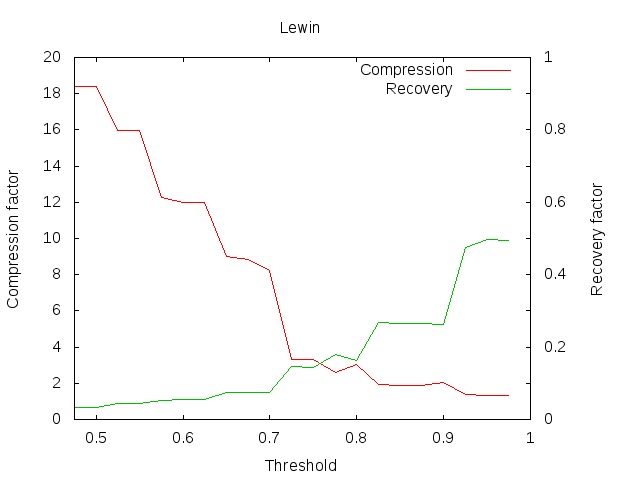 Lewin
Compression
Recovery
20
18
16
14
12
10
8
6
4
2
0
1
0.8
0.6
0.4
0.2
0
0.5 0.6 0.7 0.8 0.9 1
Threshold
Compression factor
Recovery factor